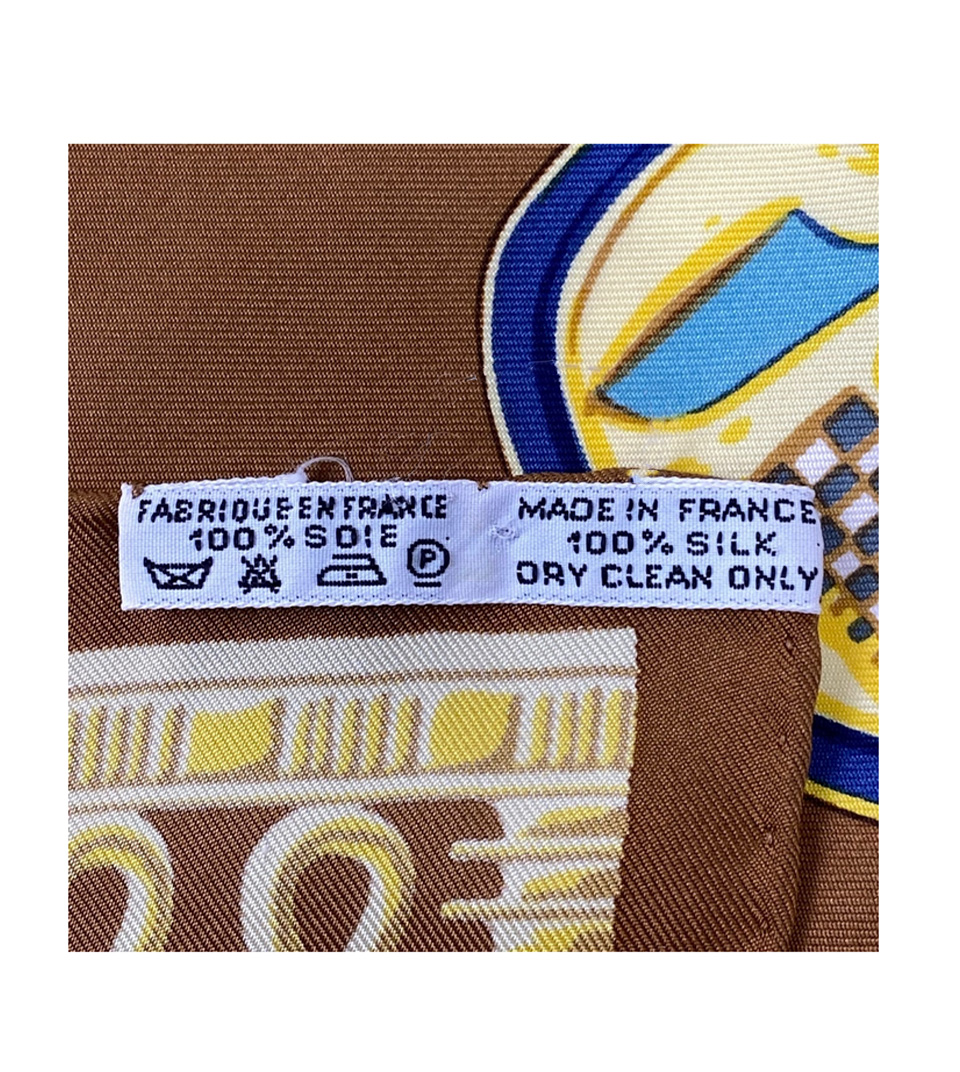 FABRIQUE EN FRANCE
100% SOIE
P
MADE IN FRANCE
100% SILK
DRY CLEAN ONLY